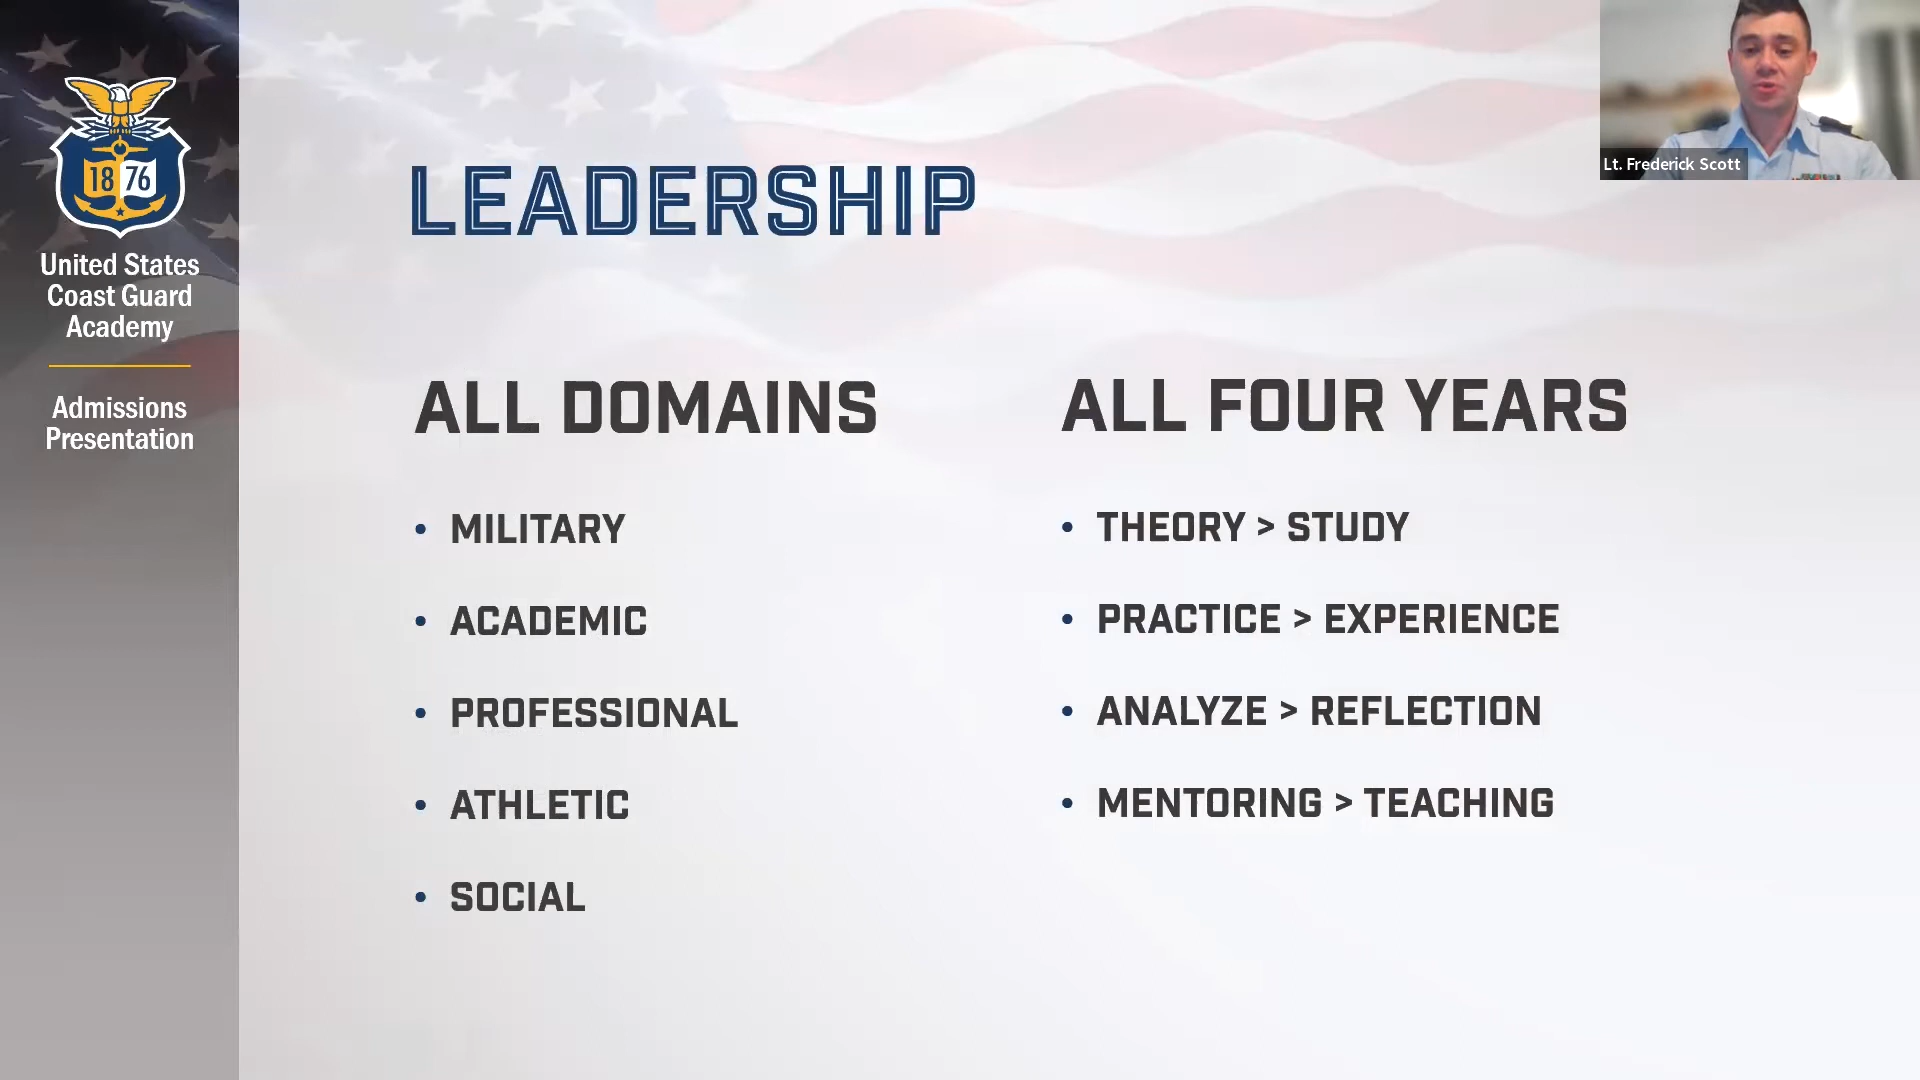 18 76
United States
Coast Guard
Academy
Admissions
Presentation
LEADERSHIP
ALL DOMAINS
• MILITARY
• ACADEMIC
• PROFESSIONAL
• ATHLETIC
• SOCIAL
ALL FOUR YEARS
• THEORY > STUDY
• PRACTICE > EXPERIENCE
• ANALYZE > REFLECTION
• MENTORING > TEACHING
Lt. Frederick Scott